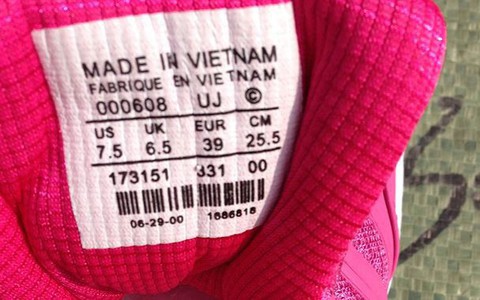 MADE IN VIETNAM
FABRIQUE EN VIETNAM
000608 UJ ©
US UK EUR CM
7.5 6.5 39 25.5
173151 331 00
06-29-00 1686818